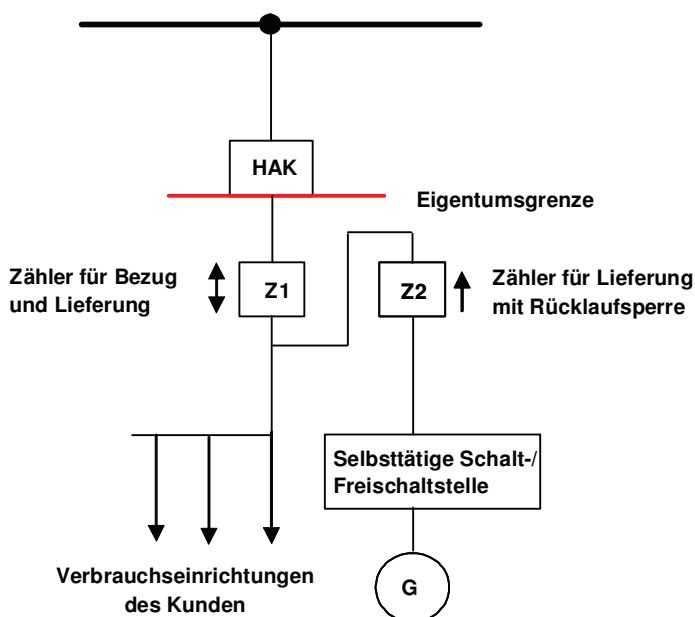 HAK
Eigentumsgrenze
Zähler für Bezug
und Lieferung
Z1
Z2
Zähler für Lieferung
mit Rücklaufsperre
Selbsttätige Schalt-/
Freischaltstelle
Verbrauchseinrichtungen
des Kunden
G